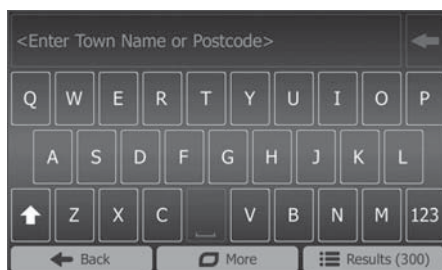 <Enter Town Name or Postcode>
Q W E R T Y U I O P
A S D F G H J K L
Z X C V B N M 123
Back More Results (300)